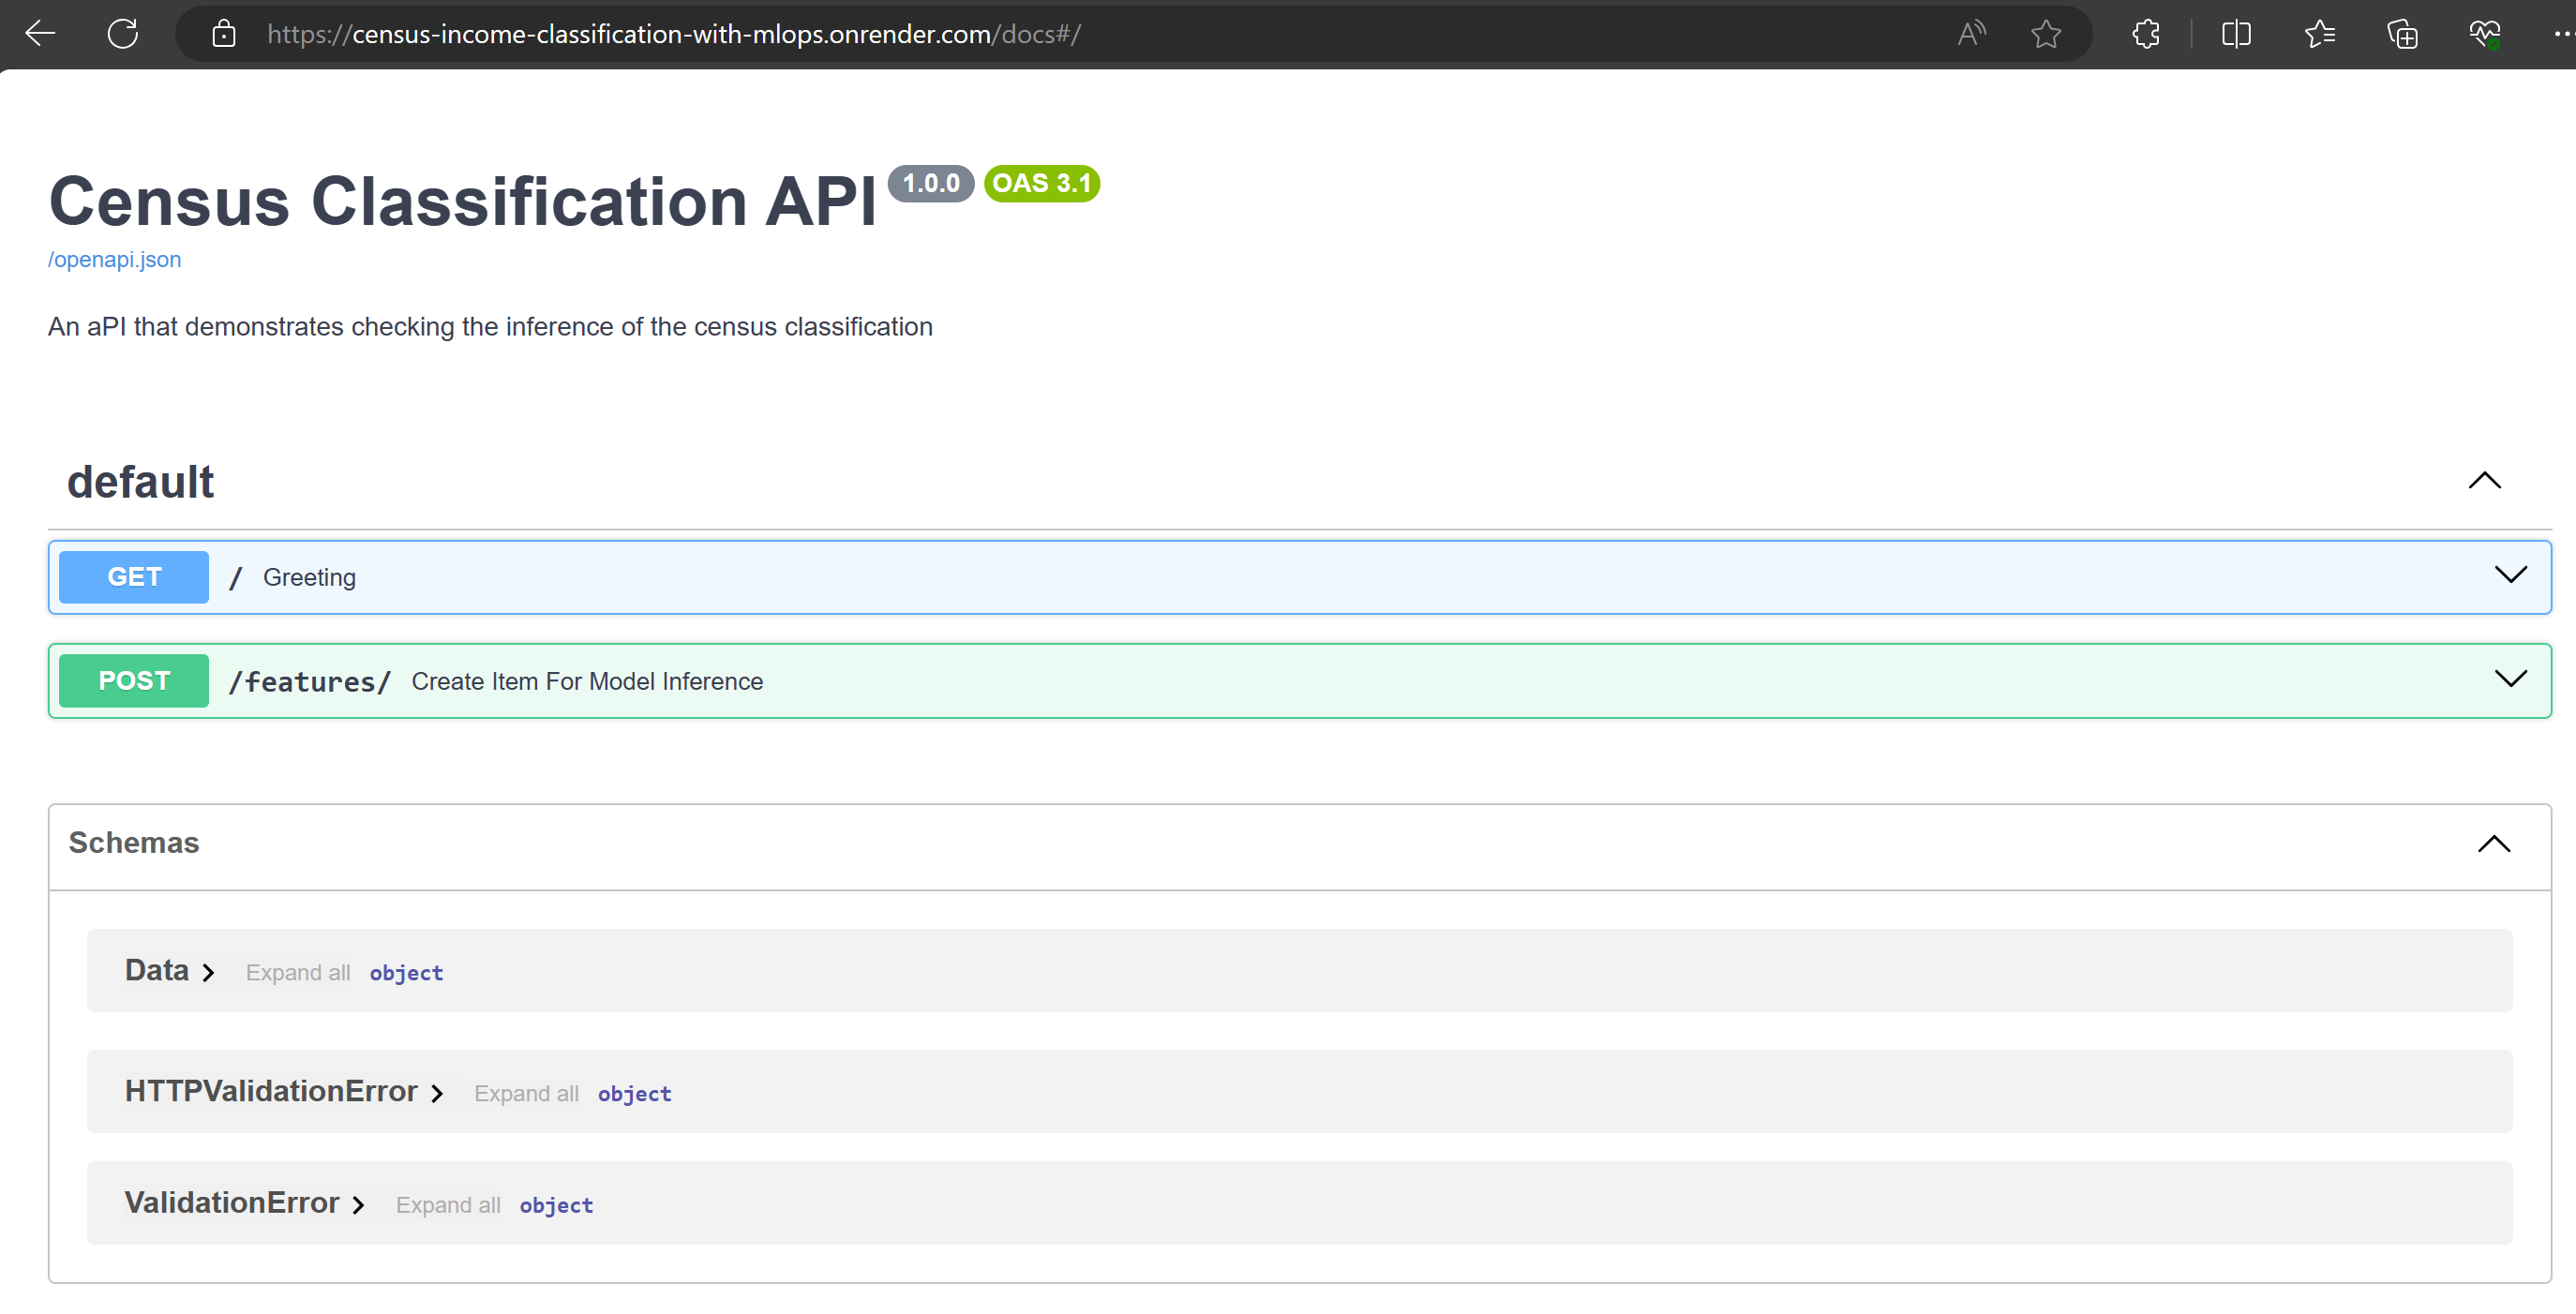 https://census-income-classification-with-mlops.onrender.com/docs#/
Census Classification API 1.0.0 OAS 3.1
/openapi.json
An aPI that demonstrates checking the inference of the census classification
default
GET / Greeting
POST /features/ Create Item For Model Inference
Schemas
Data Expand all object
HTTPValidationError Expand all object
ValidationError Expand all object